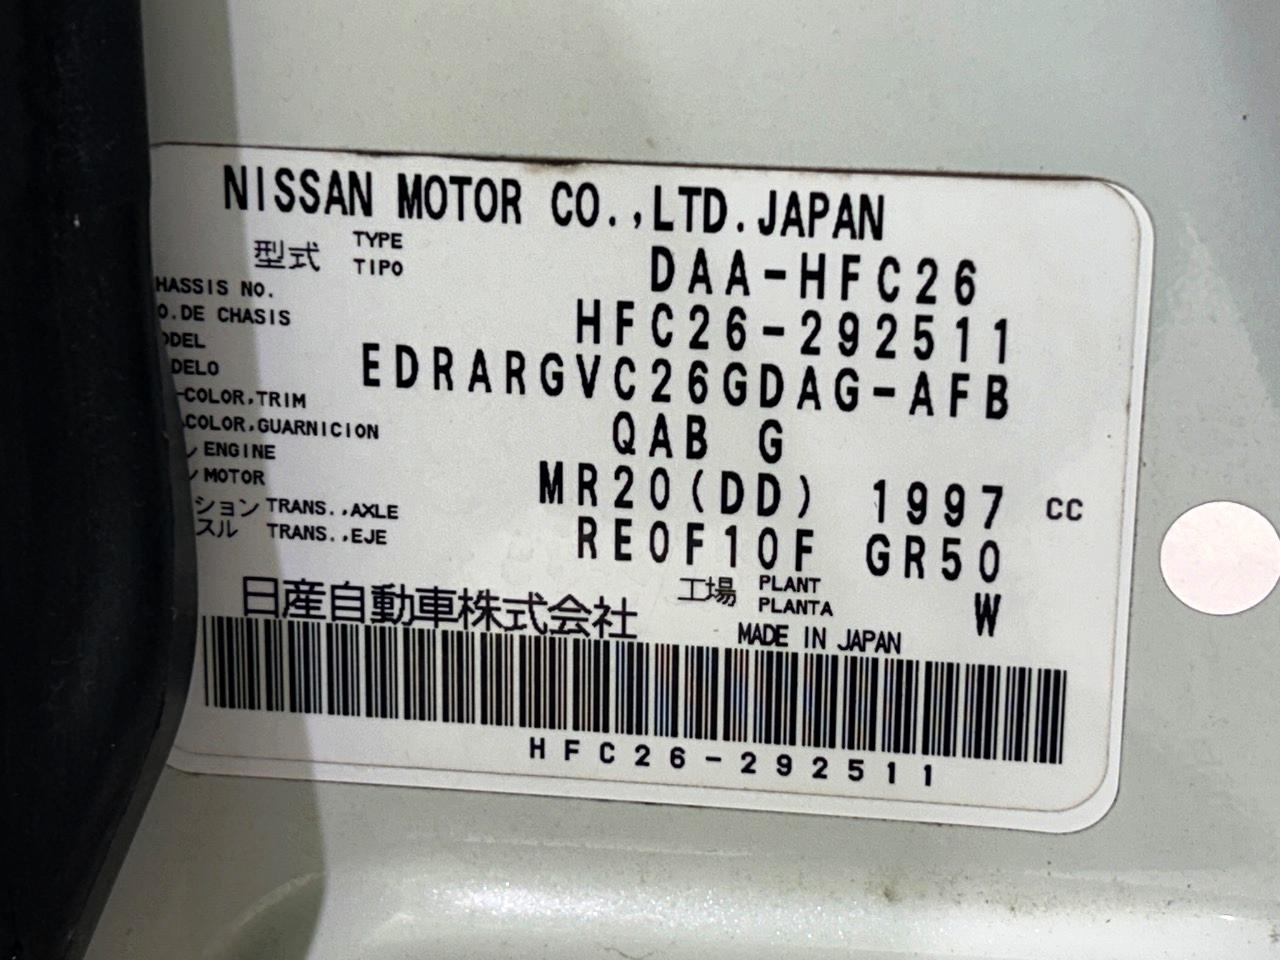 NISSAN MOTOR CO.,LTD.JAPAN
型式 TYPE TIPO DAA-HFC26
HASSIS NO.
O.DE CHASIS HFC26-292511
ODEL
DELO EDRARGVC26GDAG-AFB
-COLOR,TRIM
COLOR,GUARNICION QAB G
ENGINE
MOTOR MR20(DD) 1997 CC
ション TRANS.,AXLE
スル TRANS.,EJE RE0F10F GR50
日産自動車株式会社 工場 PLANT PLANTA W
MADE IN JAPAN
HFC26-292511